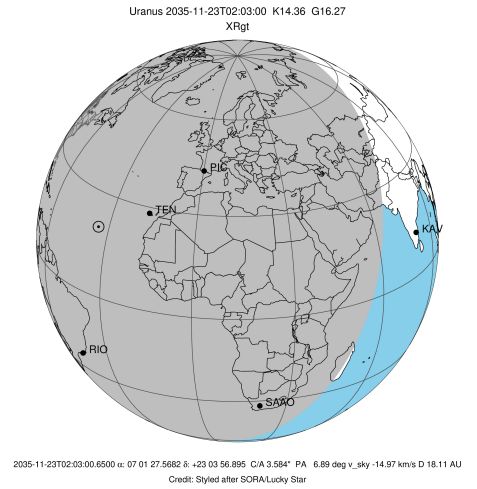 Uranus 2035-11-23T02:03:00 K14.36 G16.27
XRgt
PIC
TEN
KAV
RIO
SAAO
2035-11-23T02:03:00.6500 α: 07 01 27.5682 δ: +23 03 56.895 C/A 3.584" PA 6.89 deg v_sky -14.97 km/s D 18.11 AU
Credit: Styled after SORA/Lucky Star